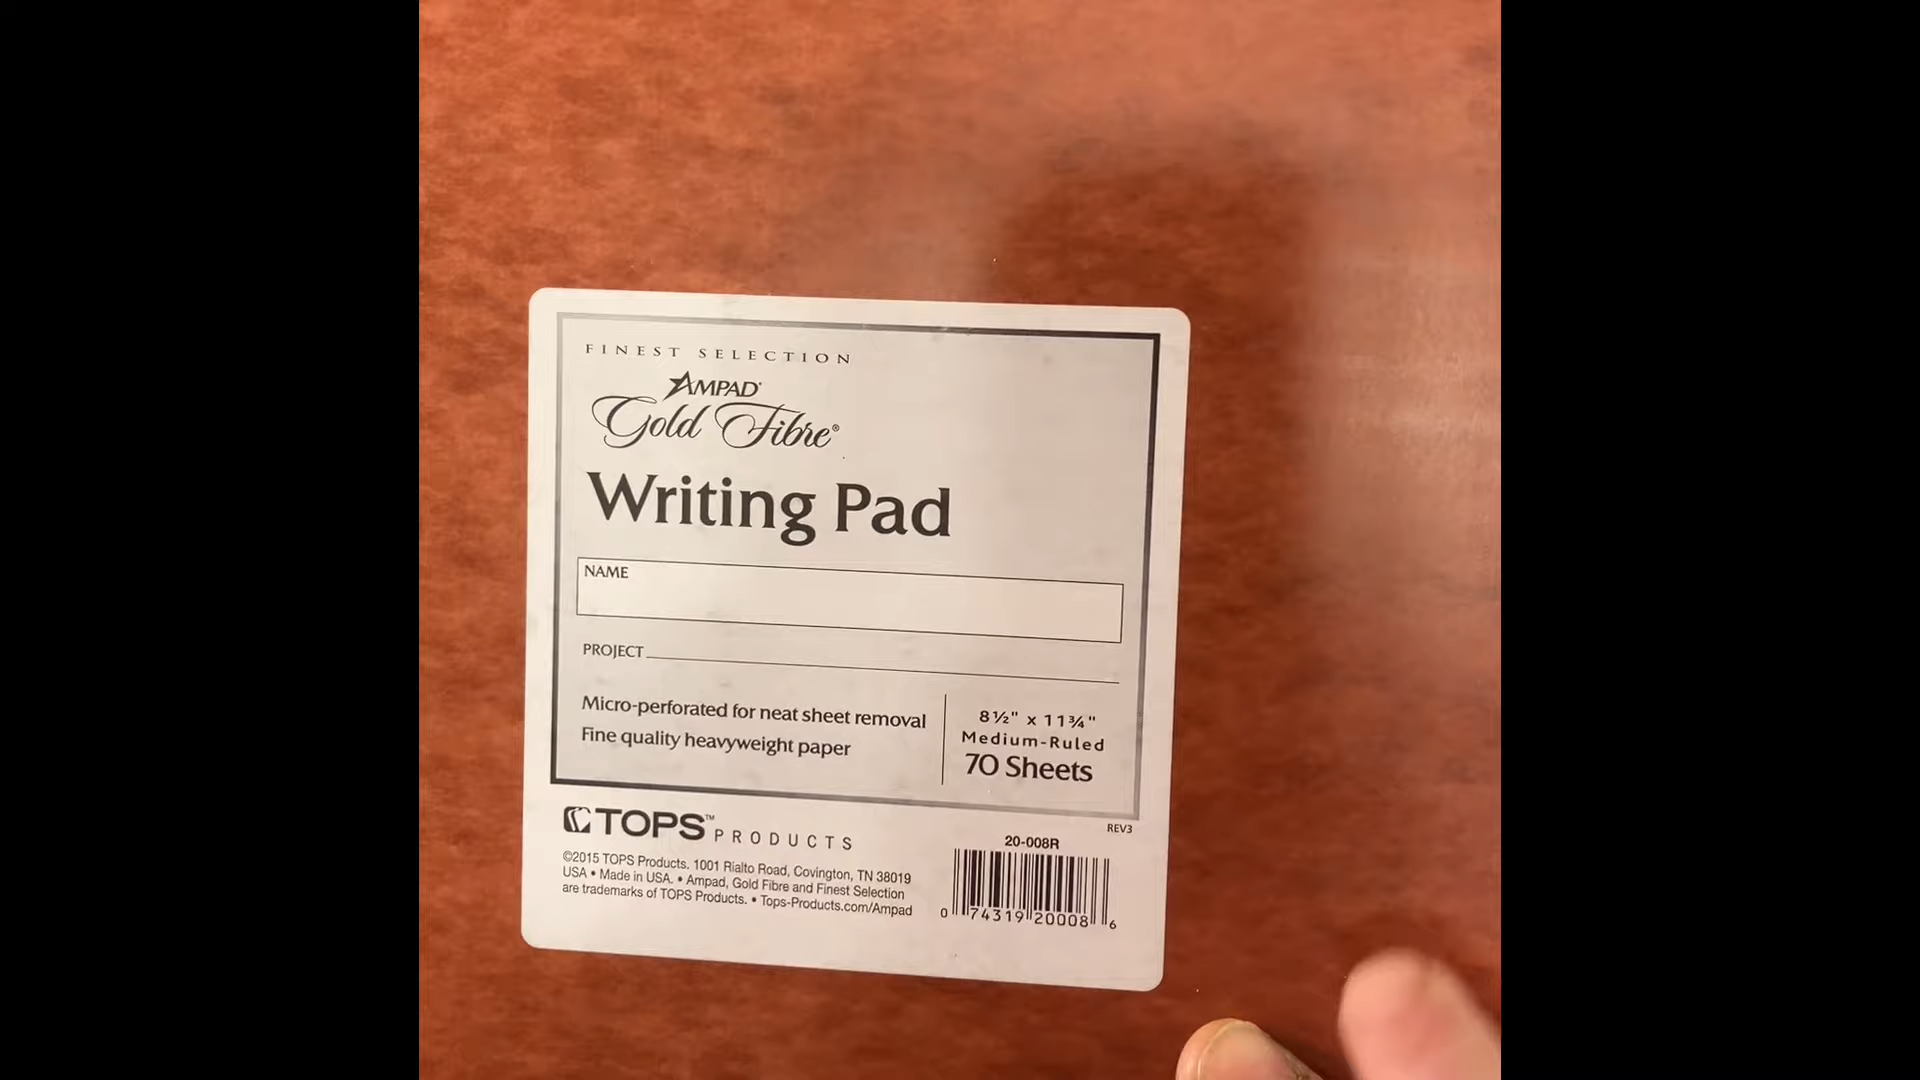 FINEST SELECTION
AMPAD®
Gold Fibre®
Writing Pad
NAME
PROJECT
Micro-perforated for neat sheet removal
Fine quality heavyweight paper
8½" x 11¾"
Medium-Ruled
70 Sheets
TOPS™ PRODUCTS
©2015 TOPS Products. 1001 Rialto Road, Covington, TN 38019
USA • Made in USA. • Ampad, Gold Fibre and Finest Selection
are trademarks of TOPS Products. • Tops-Products.com/Ampad
REV3
20-008R
0 74319 20008 6